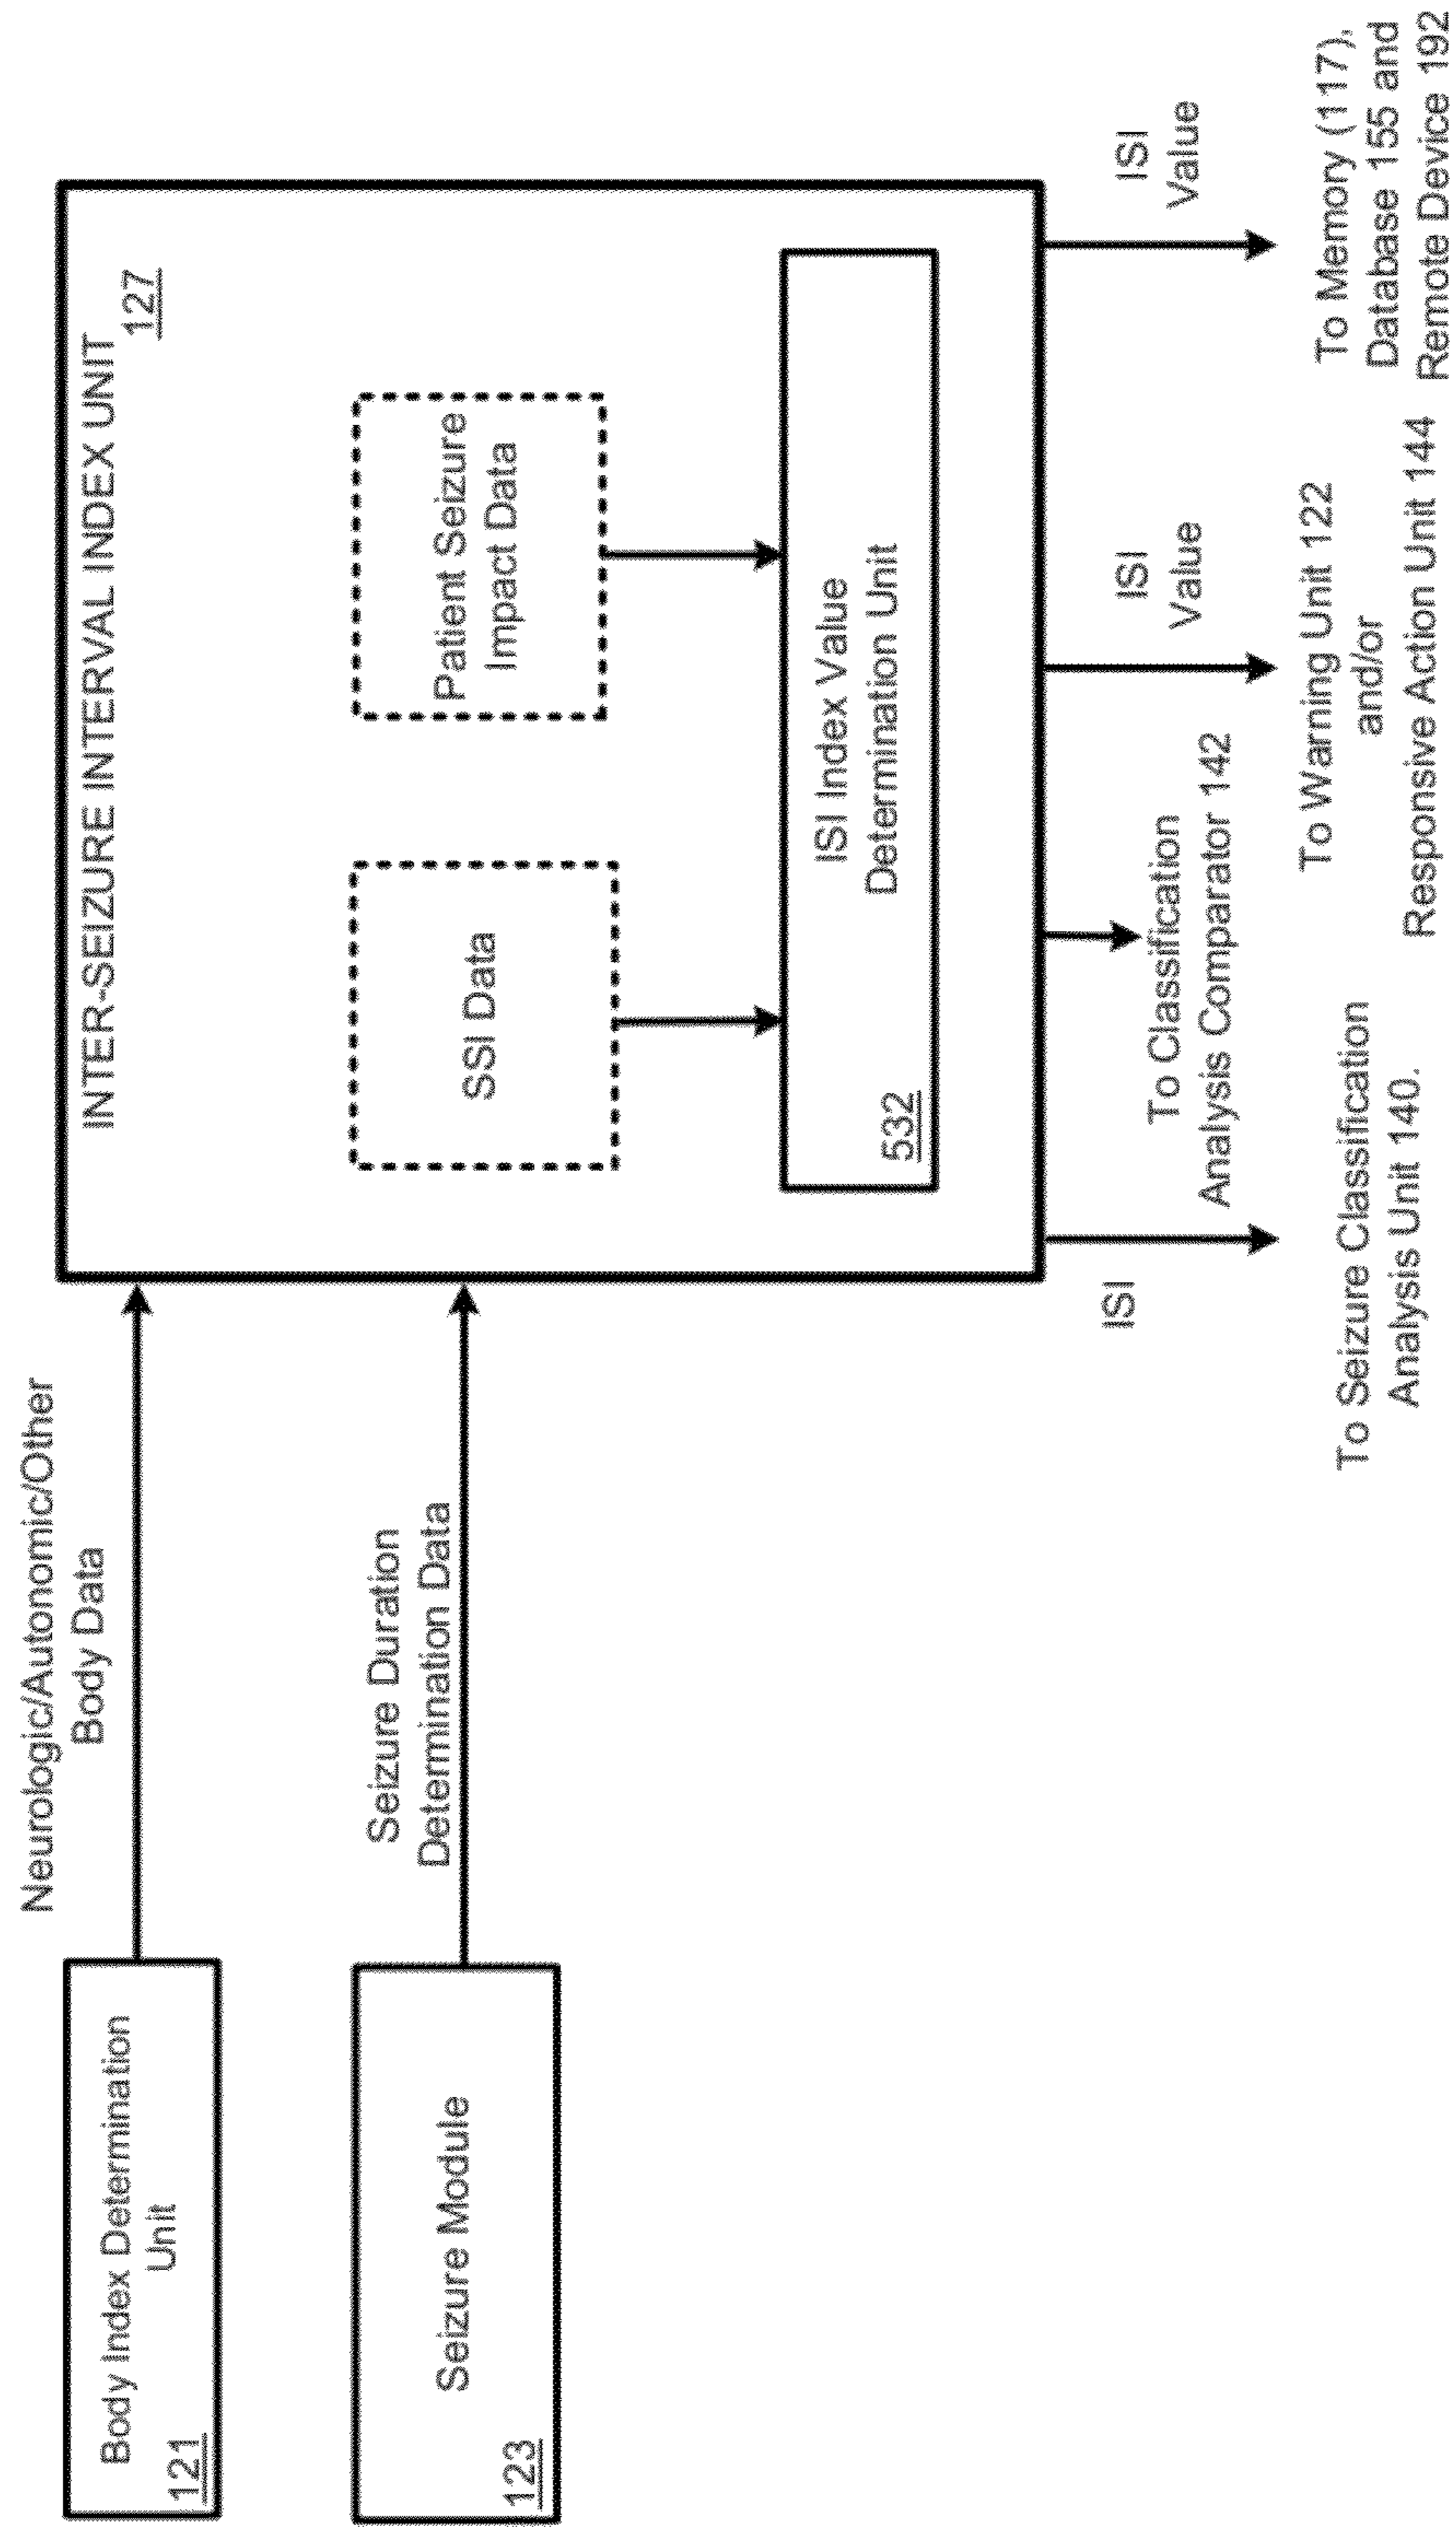 Neurologic/Autonomic/Other
Body Data
Body Index Determination
Unit
121
Seizure Duration
Determination Data
Seizure Module
123
INTER-SEIZURE INTERVAL INDEX UNIT
127
SSI Data
Patient Seizure
Impact Data
ISI Index Value
Determination Unit
532
ISI
To Seizure Classification
Analysis Unit 140.
To Classification
Analysis Comparator 142
ISI
Value
To Warning Unit 122
and/or
Responsive Action Unit 144
ISI
Value
To Memory (117),
Database 155 and
Remote Device 192